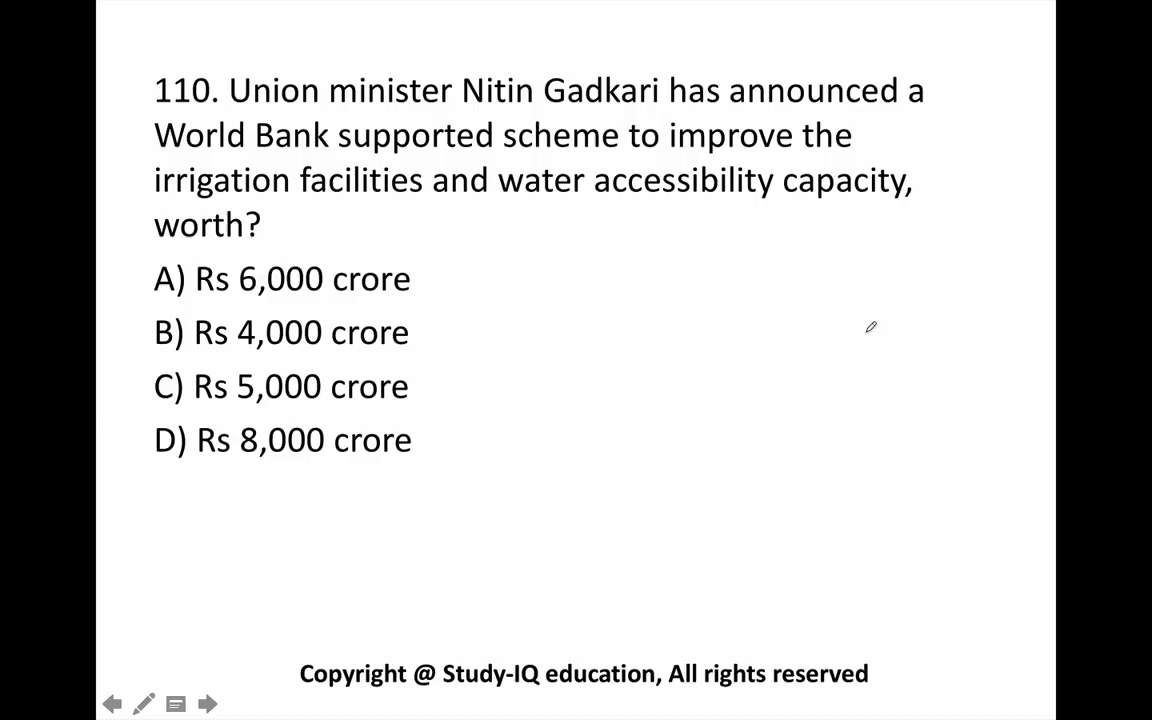 110. Union minister Nitin Gadkari has announced a
World Bank supported scheme to improve the
irrigation facilities and water accessibility capacity,
worth?
A) Rs 6,000 crore
B) Rs 4,000 crore
C) Rs 5,000 crore
D) Rs 8,000 crore
Copyright @ Study-IQ education, All rights reserved